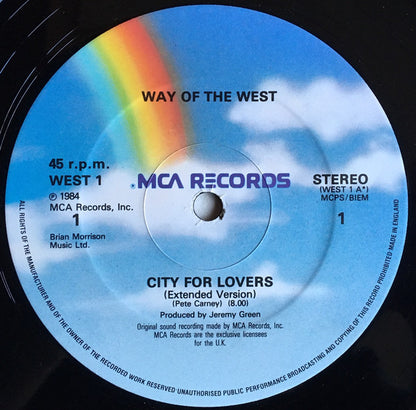 WAY OF THE WEST
45 r.p.m.
WEST 1
℗ 1984
MCA Records, Inc.
1
Brian Morrison
Music Ltd.
MCA RECORDS
STEREO
(WEST 1 A*)
MCPS/BIEM
1
CITY FOR LOVERS
(Extended Version)
(Pete Carney) (8.00)
Produced by Jeremy Green
Original sound recording made by MCA Records, Inc.
MCA Records are the exclusive licensees
for the U.K.
ALL RIGHTS OF THE MANUFACTURER AND OF THE OWNER OF THE RECORDED WORK RESERVED UNAUTHORISED PUBLIC PERFORMANCE BROADCASTING AND COPYING OF THIS RECORD PROHIBITED MADE IN ENGLAND